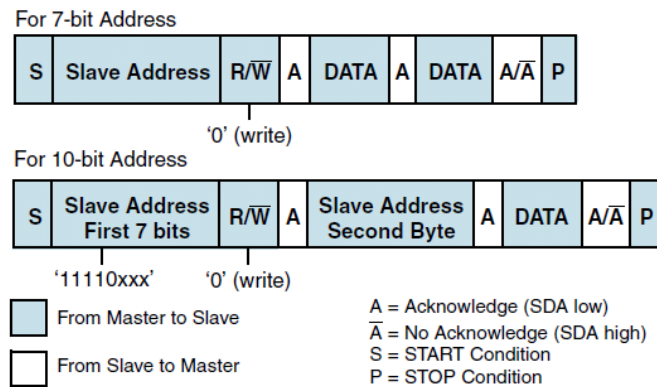 For 7-bit Address
S Slave Address R/W̅ A DATA A DATA A/A̅ P
'0' (write)
For 10-bit Address
S Slave Address First 7 bits R/W̅ A Slave Address Second Byte A DATA A/A̅ P
'11110xxx' '0' (write)
From Master to Slave
From Slave to Master
A = Acknowledge (SDA low)
A̅ = No Acknowledge (SDA high)
S = START Condition
P = STOP Condition